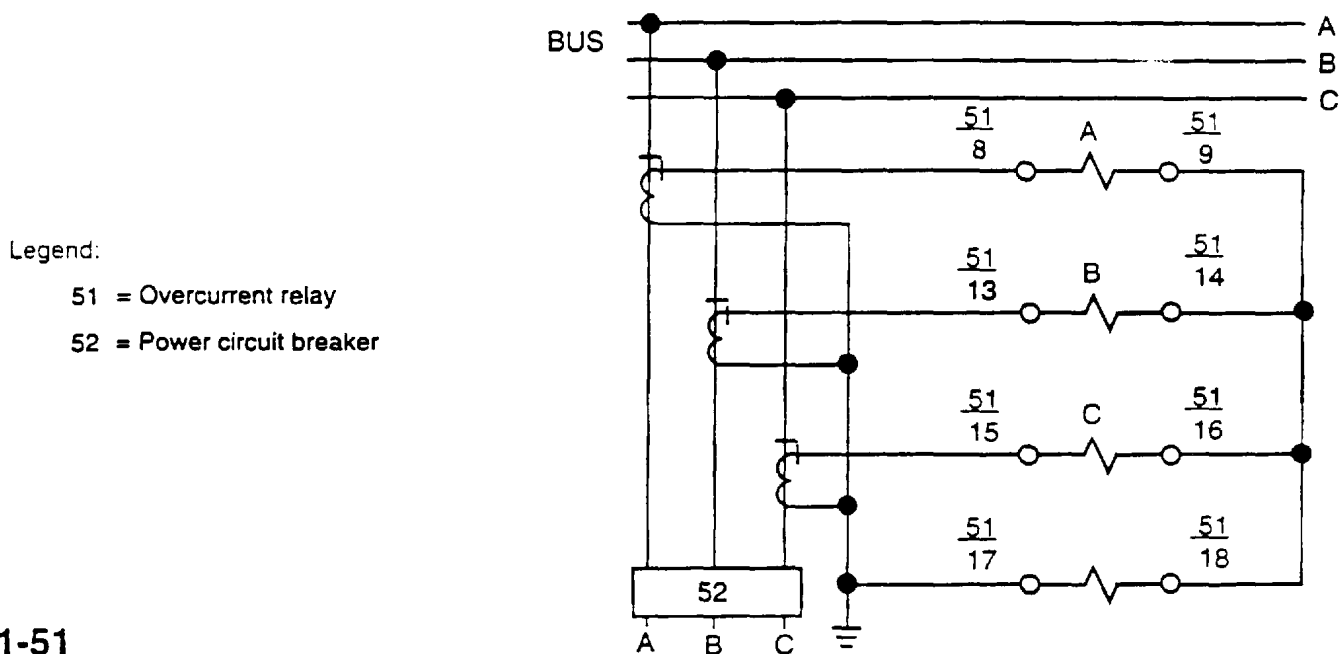 BUS
A
B
C
51
8
A
51
9
Legend:
51 = Overcurrent relay
52 = Power circuit breaker
51
13
B
51
14
51
15
C
51
16
51
17
51
18
52
A B C
1-51